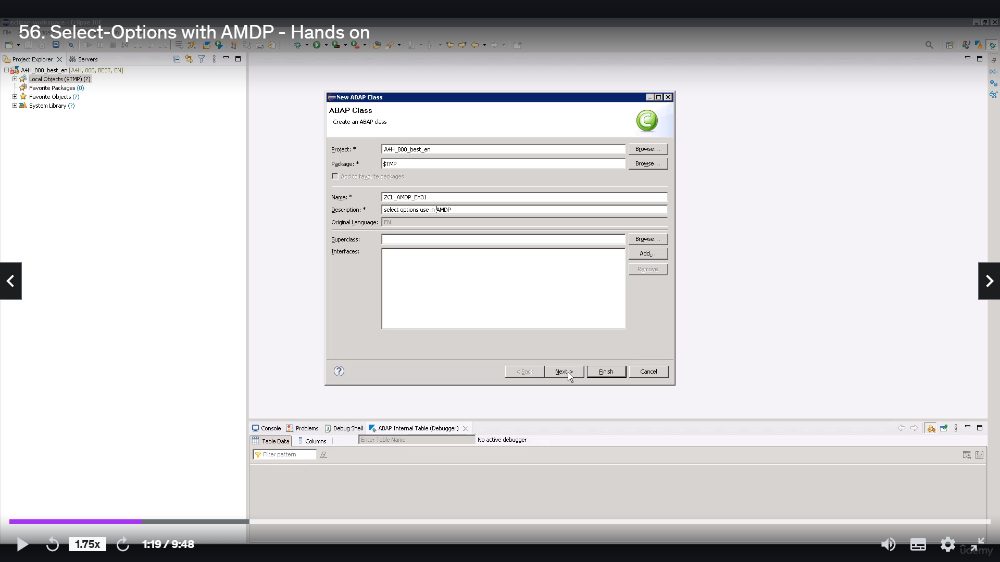 eclipse-workspace - Eclipse IDE
56. Select-Options with AMDP - Hands on
Project Explorer
Servers
A4H_800_best_en [A4H, 800, BEST, EN]
Local Objects ($TMP) (?)
Favorite Packages (0)
Favorite Objects (?)
System Library (?)
New ABAP Class
ABAP Class
Create an ABAP class
Project: *
A4H_800_best_en
Browse...
Package: *
$TMP
Browse...
Add to favorite packages
Name: *
ZCL_AMDP_EX31
Description: *
select options use in AMDP
Original Language:
EN
Superclass:
Browse...
Interfaces:
Add...
Remove
< Back
Next >
Finish
Cancel
Console
Problems
Debug Shell
ABAP Internal Table (Debugger)
Table Data
Columns
Enter Table Name
No active debugger
Filter pattern
1.75x
1:19 / 9:48
udemy